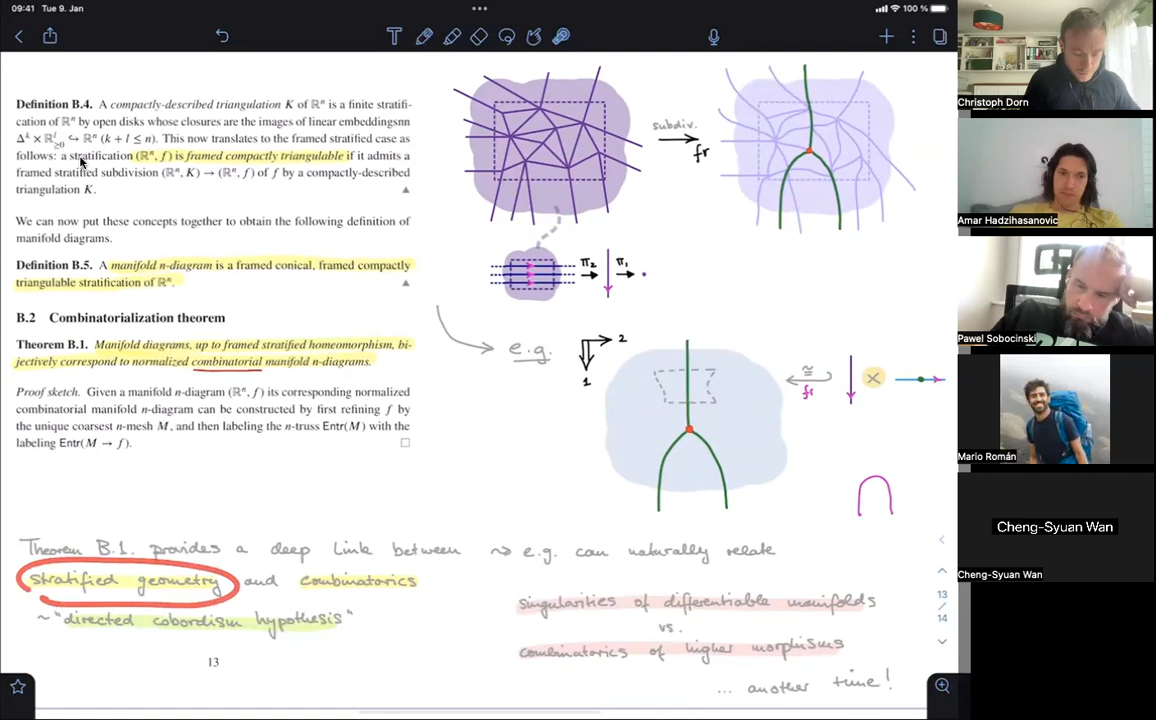 09:41 Tue 9. Jan
100 %
Definition B.4. A compactly-described triangulation K of ℝⁿ is a finite stratifi-
cation of ℝⁿ by open disks whose closures are the images of linear embeddingsnn
Δᵏ × ℝˡ≥0 ↪ ℝⁿ (k + l ≤ n). This now translates to the framed stratified case as
follows: a stratification (ℝⁿ, f) is framed compactly triangulable if it admits a
framed stratified subdivision (ℝⁿ, K) → (ℝⁿ, f) of f by a compactly-described
triangulation K. ▲
We can now put these concepts together to obtain the following definition of
manifold diagrams.
Definition B.5. A manifold n-diagram is a framed conical, framed compactly
triangulable stratification of ℝⁿ. ▲
B.2 Combinatorialization theorem
Theorem B.1. Manifold diagrams, up to framed stratified homeomorphism, bi-
jectively correspond to normalized combinatorial manifold n-diagrams.
Proof sketch. Given a manifold n-diagram (ℝⁿ, f) its corresponding normalized
combinatorial manifold n-diagram can be constructed by first refining f by
the unique coarsest n-mesh M, and then labeling the n-truss Entr(M) with the
labeling Entr(M → f). □
subdiv.
fr
π₂
π₁
e.g.
2
1
≅
fr
×
Theorem B.1. provides a deep link between
stratified geometry and combinatorics
~ "directed cobordism hypothesis"
⇝ e.g. can naturally relate
singularities of differentiable manifolds
vs.
combinatorics of higher morphisms
... another time!
13
13
/
14
Christoph Dorn
Amar Hadzihasanovic
Pawel Sobocinski
Mario Román
Cheng-Syuan Wan
Cheng-Syuan Wan